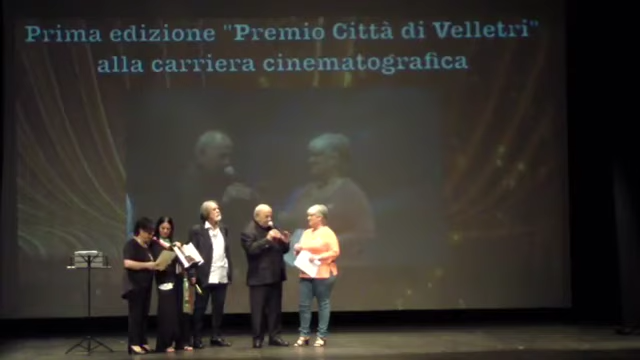 Prima edizione "Premio Città di Velletri"
alla carriera cinematografica